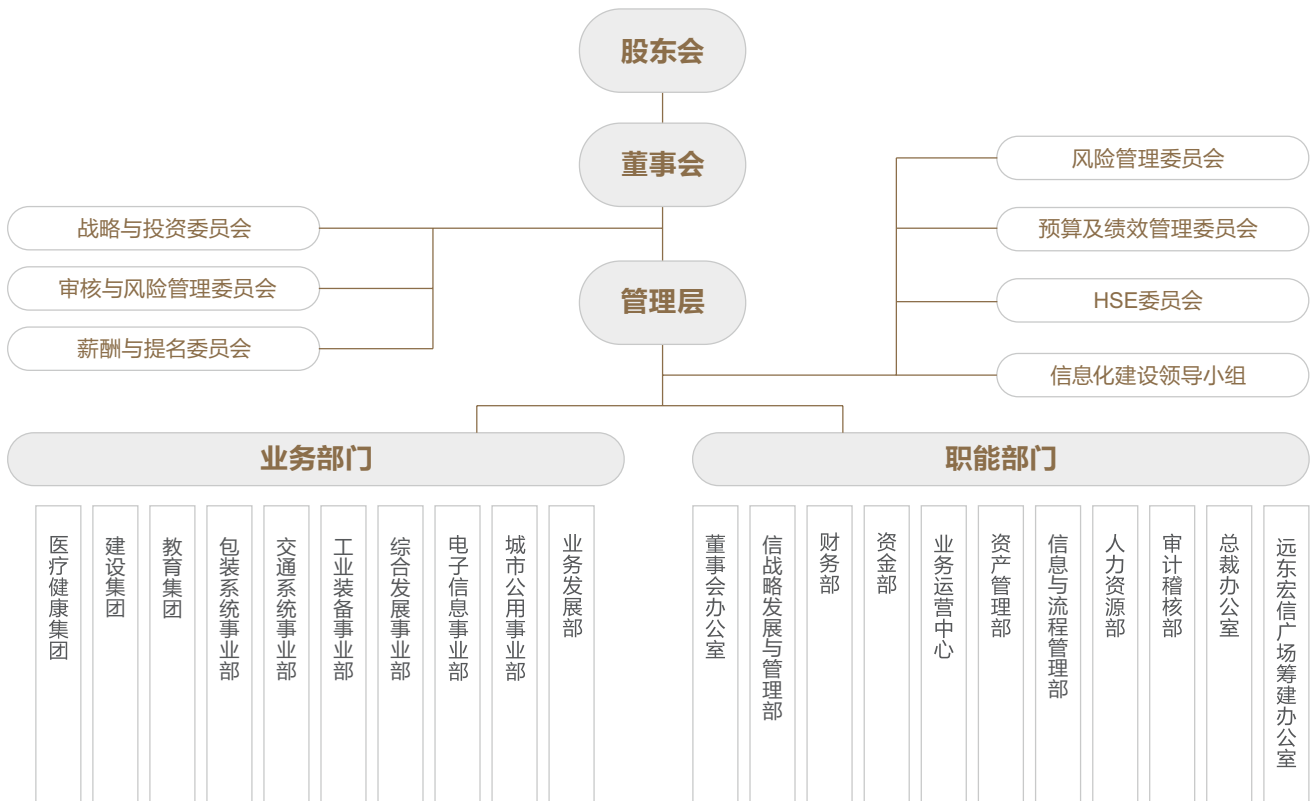 股东会
董事会
风险管理委员会
战略与投资委员会
预算及绩效管理委员会
审核与风险管理委员会
管理层
HSE委员会
薪酬与提名委员会
信息化建设领导小组
业务部门
职能部门
医疗健康集团
建设集团
教育集团
包装系统事业部
交通系统事业部
工业装备事业部
综合发展事业部
电子信息事业部
城市公用事业部
业务发展部
董事会办公室
信战略发展与管理部
财务部
资金部
业务运营中心
资产管理部
信息与流程管理部
人力资源部
审计稽核部
总裁办公室
远东宏信广场筹建办公室